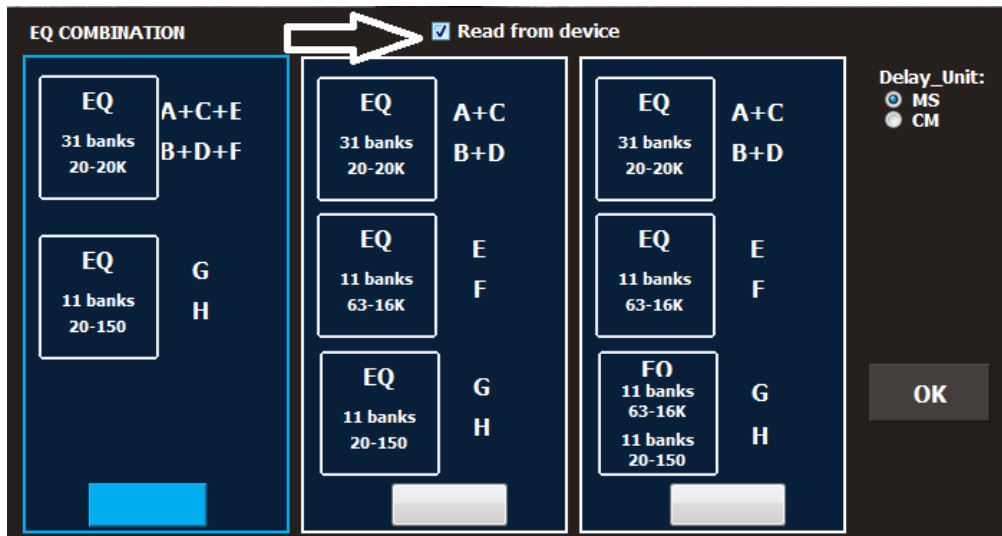 EQ COMBINATION
Read from device
EQ
31 banks
20-20K
A+C+E
B+D+F
EQ
11 banks
20-150
G
H
EQ
31 banks
20-20K
A+C
B+D
EQ
11 banks
63-16K
E
F
EQ
11 banks
20-150
G
H
EQ
31 banks
20-20K
A+C
B+D
EQ
11 banks
63-16K
E
F
EQ
11 banks
63-16K
11 banks
20-150
G
H
Delay_Unit:
MS
CM
OK